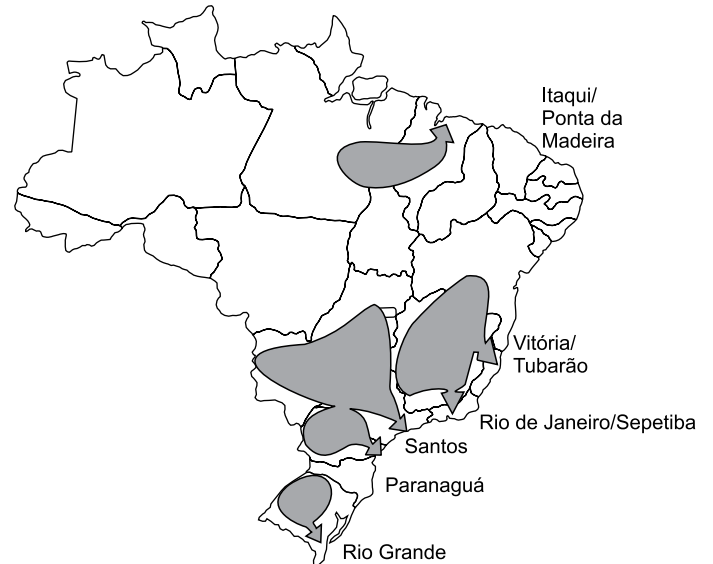 Itaqui/
Ponta da
Madeira
Vitória/
Tubarão
Rio de Janeiro/Sepetiba
Santos
Paranaguá
Rio Grande